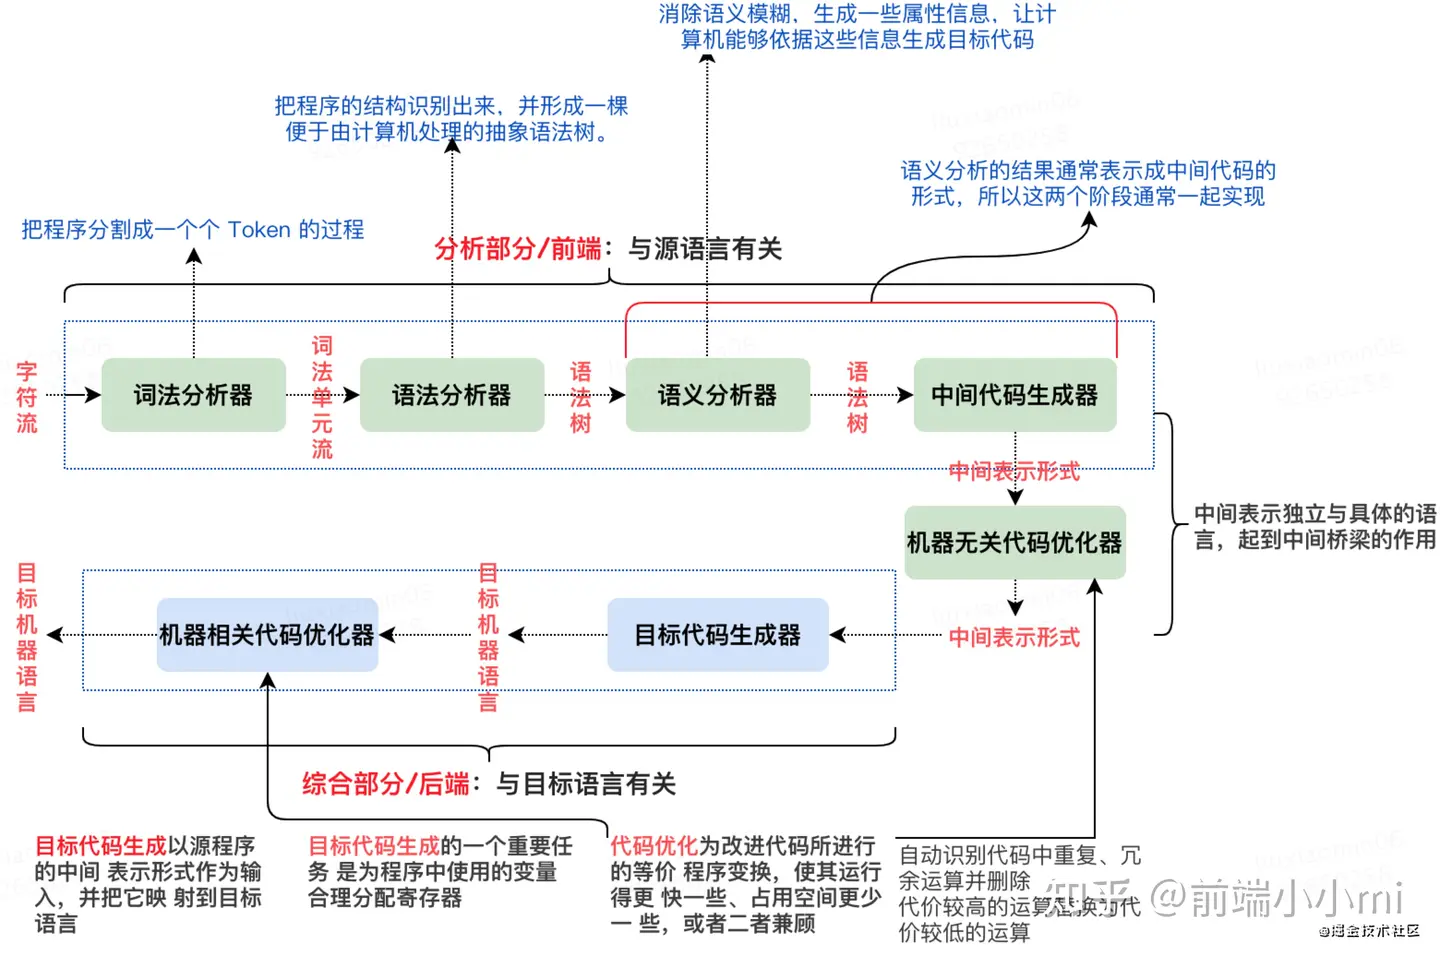 消除语义模糊，生成一些属性信息，让计
算机能够依据这些信息生成目标代码
把程序的结构识别出来，并形成一棵
便于由计算机处理的抽象语法树。
语义分析的结果通常表示成中间代码的
形式，所以这两个阶段通常一起实现
把程序分割成一个个 Token 的过程
分析部分/前端：与源语言有关
字符流
词法分析器
词法单元流
语法分析器
语法树
语义分析器
语法树
中间代码生成器
中间表示形式
机器无关代码优化器
中间表示独立与具体的语
言，起到中间桥梁的作用
目标机器语言
机器相关代码优化器
目标机器语言
目标代码生成器
中间表示形式
综合部分/后端：与目标语言有关
目标代码生成以源程序
的中间 表示形式作为输
入，并把它映 射到目标
语言
目标代码生成的一个重要任
务 是为程序中使用的变量
合理分配寄存器
代码优化为改进代码所进行
的等价 程序变换，使其运行
得更 快一些、占用空间更少
一 些，或者二者兼顾
自动识别代码中重复、冗
余运算并删除
代价较高的运算替换为代
价较低的运算
知乎 @前端小小mi
@掘金技术社区